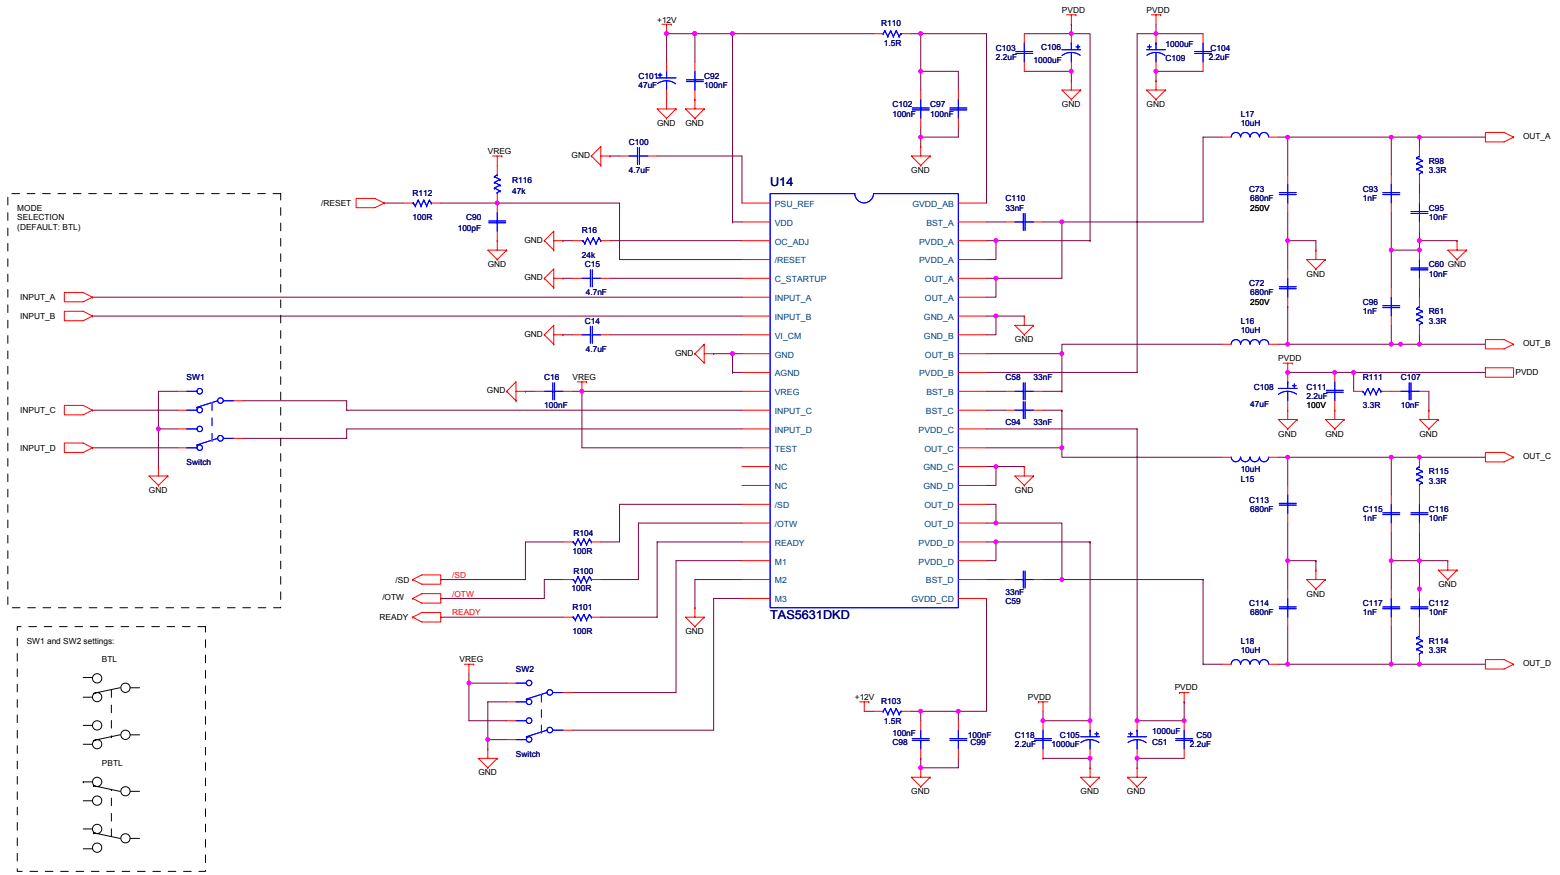 +12V
R110
1.5R
C101
47uF
C92
100nF
GND
GND
C102
100nF
C97
100nF
GND
PVDD
C103
2.2uF
C106
1000uF
GND
PVDD
1000uF
C109
C104
2.2uF
GND
C100
GND
4.7uF
VREG
R116
47k
/RESET
R112
100R
C90
100pF
GND
R16
GND
24k
C15
GND
4.7nF
C14
GND
4.7uF
GND
C16
VREG
GND
100nF
MODE
SELECTION
(DEFAULT: BTL)
INPUT_A
INPUT_B
SW1
INPUT_C
INPUT_D
Switch
GND
U14
PSU_REF
VDD
OC_ADJ
/RESET
C_STARTUP
INPUT_A
INPUT_B
VI_CM
GND
AGND
VREG
INPUT_C
INPUT_D
TEST
NC
NC
/SD
/OTW
READY
M1
M2
M3
GVDD_AB
BST_A
PVDD_A
PVDD_A
OUT_A
OUT_A
GND_A
GND_B
OUT_B
PVDD_B
BST_B
BST_C
PVDD_C
OUT_C
GND_C
GND_D
OUT_D
OUT_D
PVDD_D
PVDD_D
BST_D
GVDD_CD
TAS5631DKD
C110
33nF
GND
C58
33nF
C94
33nF
GND
33nF
C59
L17
10uH
OUT_A
C73
680nF
250V
C93
1nF
R98
3.3R
C95
10nF
GND
GND
C72
680nF
250V
C96
1nF
C60
10nF
R61
3.3R
L16
10uH
OUT_B
PVDD
PVDD
C108
47uF
C111
2.2uF
100V
R111
3.3R
C107
10nF
GND
GND
GND
10uH
L15
OUT_C
C113
680nF
C115
1nF
R115
3.3R
C116
10nF
GND
GND
C114
680nF
C117
1nF
C112
10nF
R114
3.3R
L18
10uH
OUT_D
R104
100R
/SD
/SD
R100
100R
/OTW
/OTW
R101
100R
READY
READY
GND
VREG
SW2
Switch
GND
+12V
R103
1.5R
100nF
C98
100nF
C99
GND
PVDD
C118
2.2uF
C105
1000uF
GND
PVDD
1000uF
C51
C50
2.2uF
GND
SW1 and SW2 settings:
BTL
PBTL